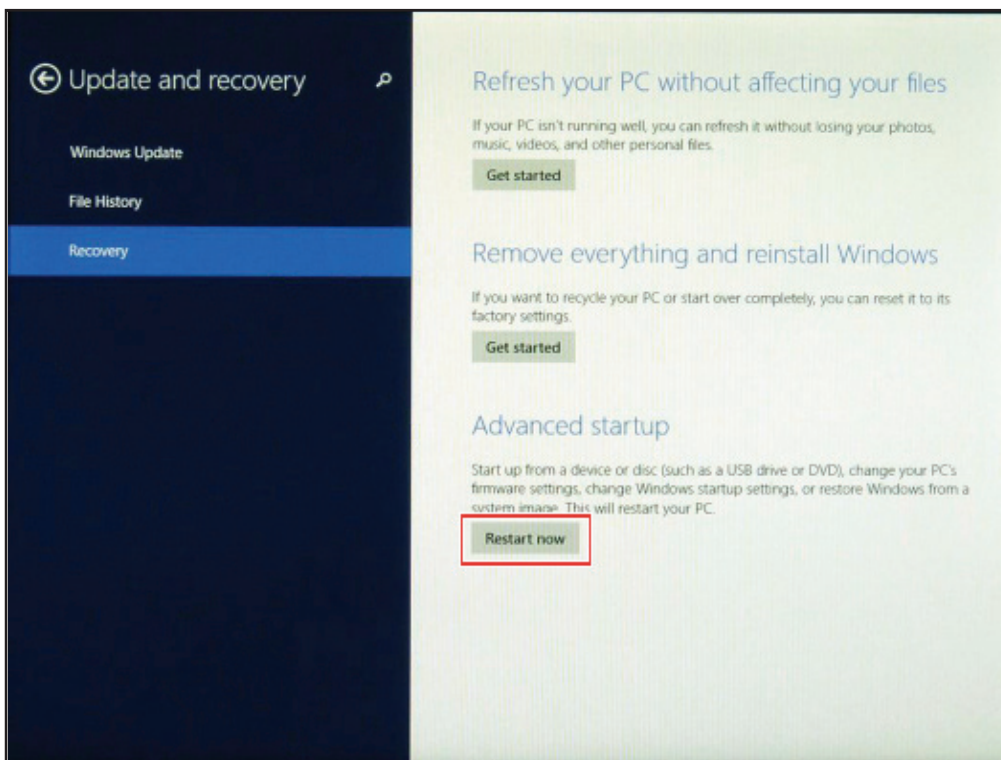 Update and recovery
Windows Update
File History
Recovery
Refresh your PC without affecting your files
If your PC isn't running well, you can refresh it without losing your photos,
music, videos, and other personal files.
Get started
Remove everything and reinstall Windows
If you want to recycle your PC or start over completely, you can reset it to its
factory settings.
Get started
Advanced startup
Start up from a device or disc (such as a USB drive or DVD), change your PC's
firmware settings, change Windows startup settings, or restore Windows from a
system image. This will restart your PC.
Restart now